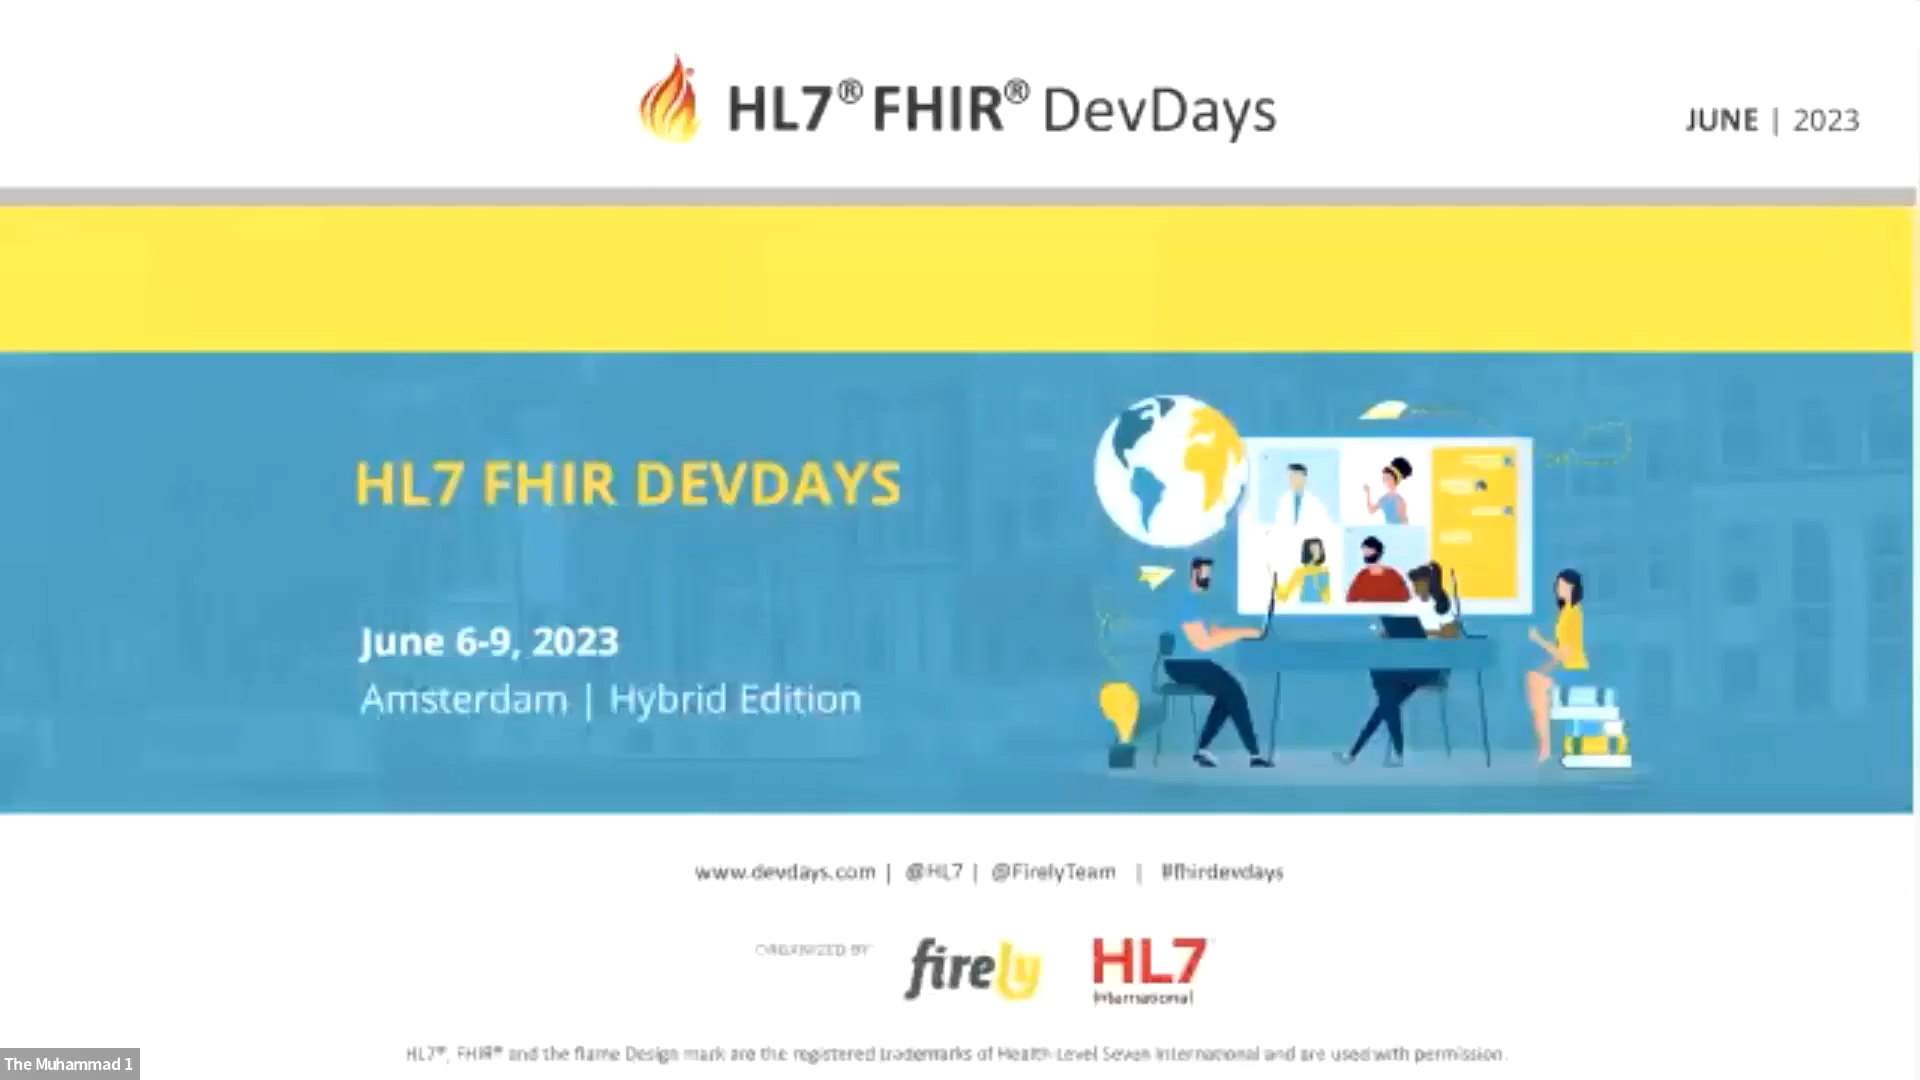 HL7® FHIR® DevDays
JUNE | 2023
HL7 FHIR DEVDAYS
June 6-9, 2023
Amsterdam | Hybrid Edition
www.devdays.com | @HL7 | @FirelyTeam | #fhirdevdays
ORGANIZED BY
firely
HL7
International
HL7®, FHIR® and the flame Design mark are the registered trademarks of Health Level Seven International and are used with permission.
The Muhammad 1